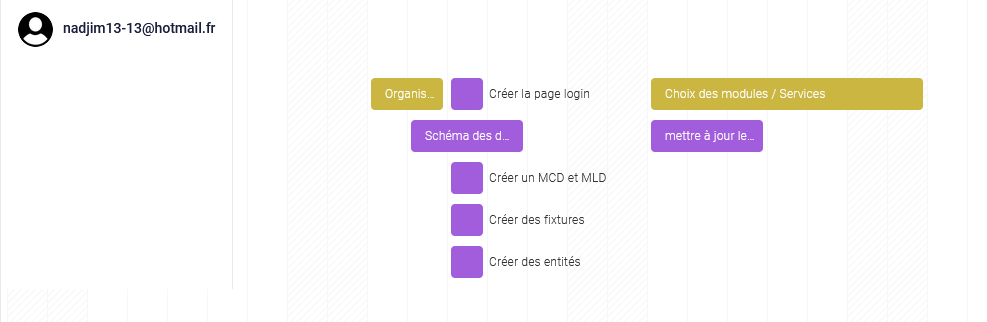 nadjim13-13@hotmail.fr
Organis...
Créer la page login
Choix des modules / Services
Schéma des d...
mettre à jour le...
Créer un MCD et MLD
Créer des fixtures
Créer des entités